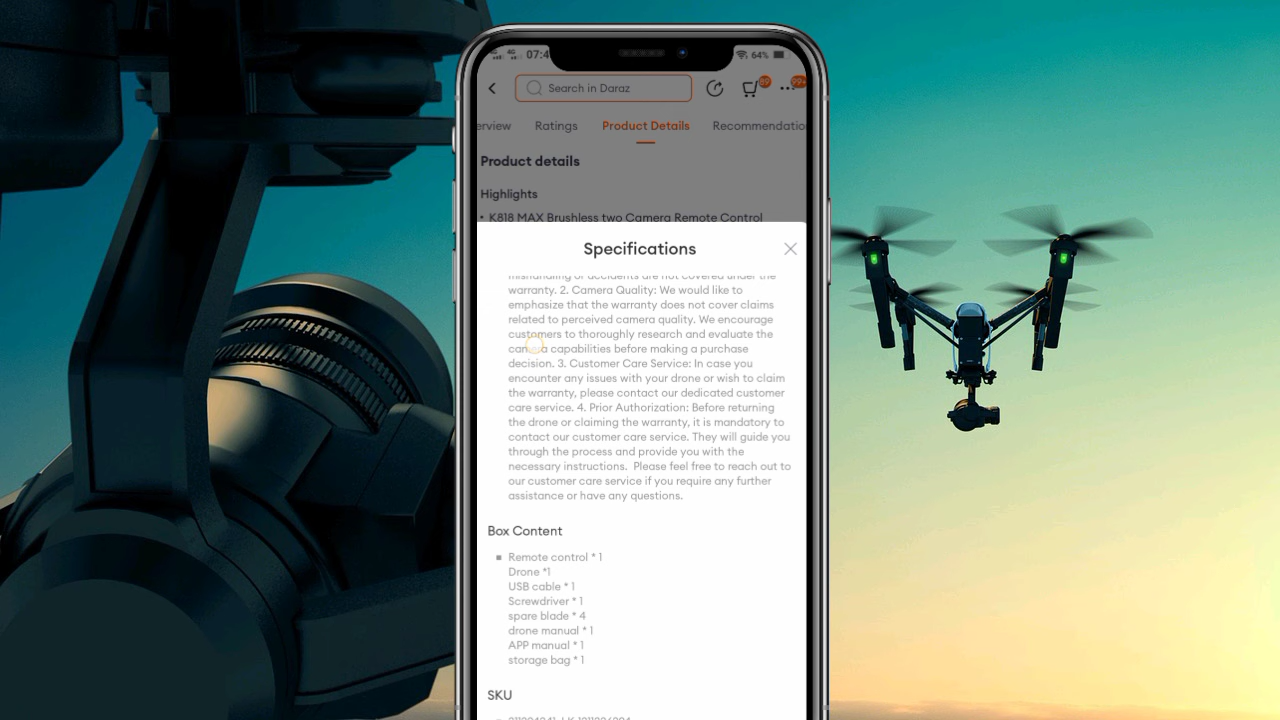 07:4
64%
Search in Daraz
69
99+
erview Ratings Product Details Recommendatio
Product details
Highlights
• K818 MAX Brushless two Camera Remote Control
Specifications
mishandling or accidents are not covered under the
warranty. 2. Camera Quality: We would like to
emphasize that the warranty does not cover claims
related to perceived camera quality. We encourage
customers to thoroughly research and evaluate the
camera capabilities before making a purchase
decision. 3. Customer Care Service: In case you
encounter any issues with your drone or wish to claim
the warranty, please contact our dedicated customer
care service. 4. Prior Authorization: Before returning
the drone or claiming the warranty, it is mandatory to
contact our customer care service. They will guide you
through the process and provide you with the
necessary instructions. Please feel free to reach out to
our customer care service if you require any further
assistance or have any questions.
Box Content
▪ Remote control * 1
Drone *1
USB cable * 1
Screwdriver * 1
spare blade * 4
drone manual * 1
APP manual * 1
storage bag * 1
SKU